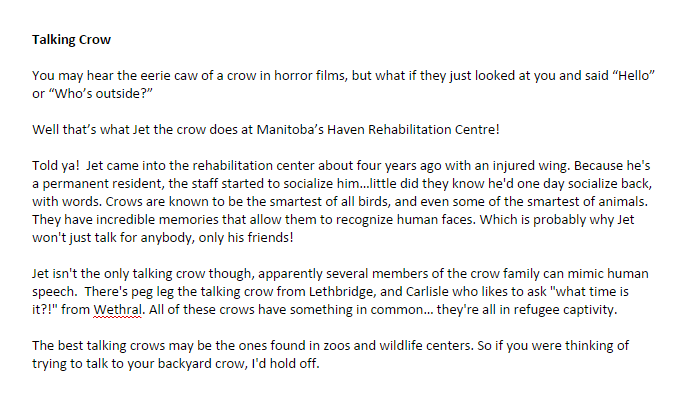 Talking Crow
You may hear the eerie caw of a crow in horror films, but what if they just looked at you and said “Hello”
or “Who’s outside?”
Well that’s what Jet the crow does at Manitoba’s Haven Rehabilitation Centre!
Told ya!  Jet came into the rehabilitation center about four years ago with an injured wing. Because he's
a permanent resident, the staff started to socialize him...little did they know he'd one day socialize back,
with words. Crows are known to be the smartest of all birds, and even some of the smartest of animals.
They have incredible memories that allow them to recognize human faces. Which is probably why Jet
won't just talk for anybody, only his friends!
Jet isn't the only talking crow though, apparently several members of the crow family can mimic human
speech.  There's peg leg the talking crow from Lethbridge, and Carlisle who likes to ask "what time is
it?!" from Wethral. All of these crows have something in common... they're all in refugee captivity.
The best talking crows may be the ones found in zoos and wildlife centers. So if you were thinking of
trying to talk to your backyard crow, I'd hold off.